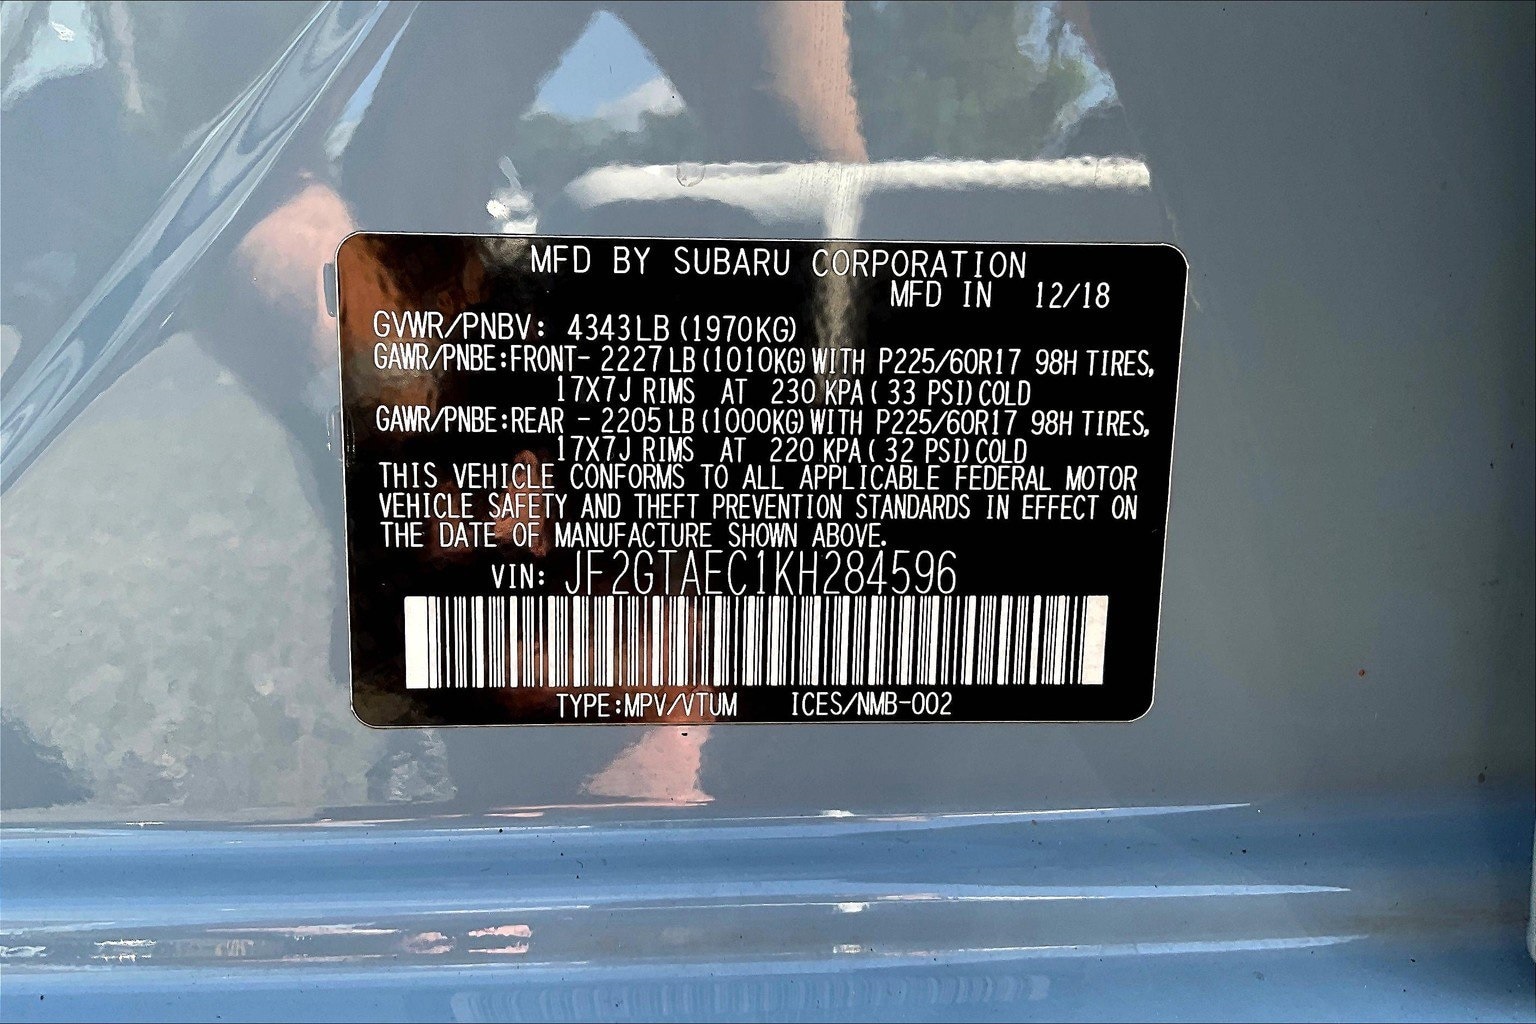 MFD BY SUBARU CORPORATION
MFD IN 12/18
GVWR/PNBV: 4343LB (1970KG)
GAWR/PNBE:FRONT- 2227 LB (1010KG) WITH P225/60R17 98H TIRES,
17X7J RIMS AT 230 KPA ( 33 PSI) COLD
GAWR/PNBE:REAR - 2205 LB (1000KG) WITH P225/60R17 98H TIRES,
17X7J RIMS AT 220 KPA ( 32 PSI) COLD
THIS VEHICLE CONFORMS TO ALL APPLICABLE FEDERAL MOTOR
VEHICLE SAFETY AND THEFT PREVENTION STANDARDS IN EFFECT ON
THE DATE OF MANUFACTURE SHOWN ABOVE.
VIN: JF2GTAEC1KH284596
TYPE:MPV/VTUM ICES/NMB-002